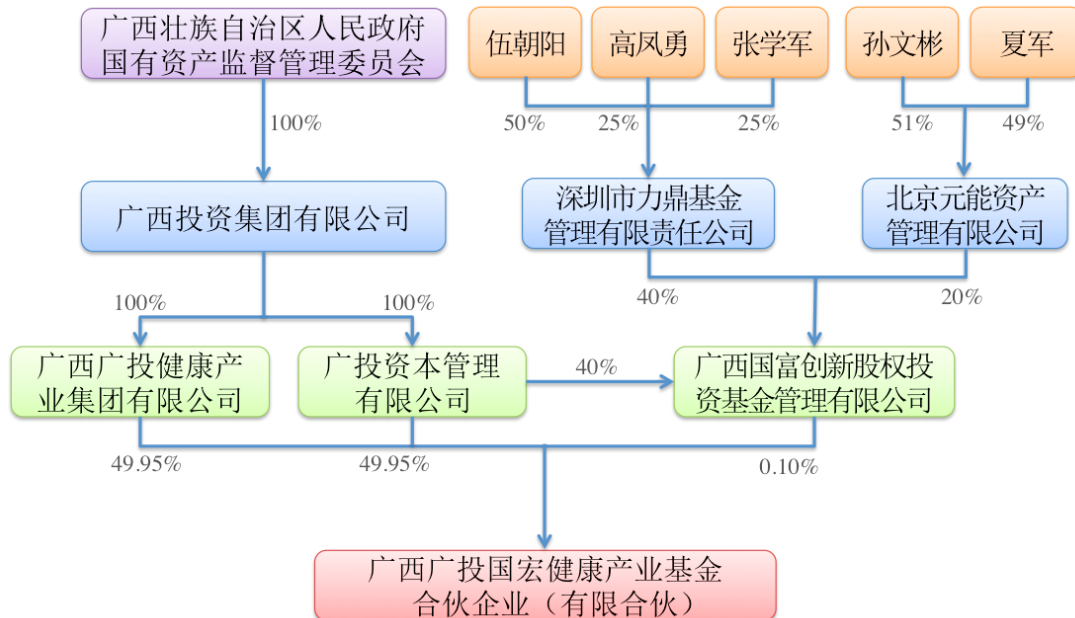 广西壮族自治区人民政府
国有资产监督管理委员会
伍朝阳
高凤勇
张学军
孙文彬
夏军
100%
50%
25%
25%
51%
49%
广西投资集团有限公司
深圳市力鼎基金
管理有限责任公司
北京元能资产
管理有限公司
100%
100%
40%
20%
广西广投健康产
业集团有限公司
广投资本管理
有限公司
40%
广西国富创新股权投
资基金管理有限公司
49.95%
49.95%
0.10%
广西广投国宏健康产业基金
合伙企业（有限合伙）